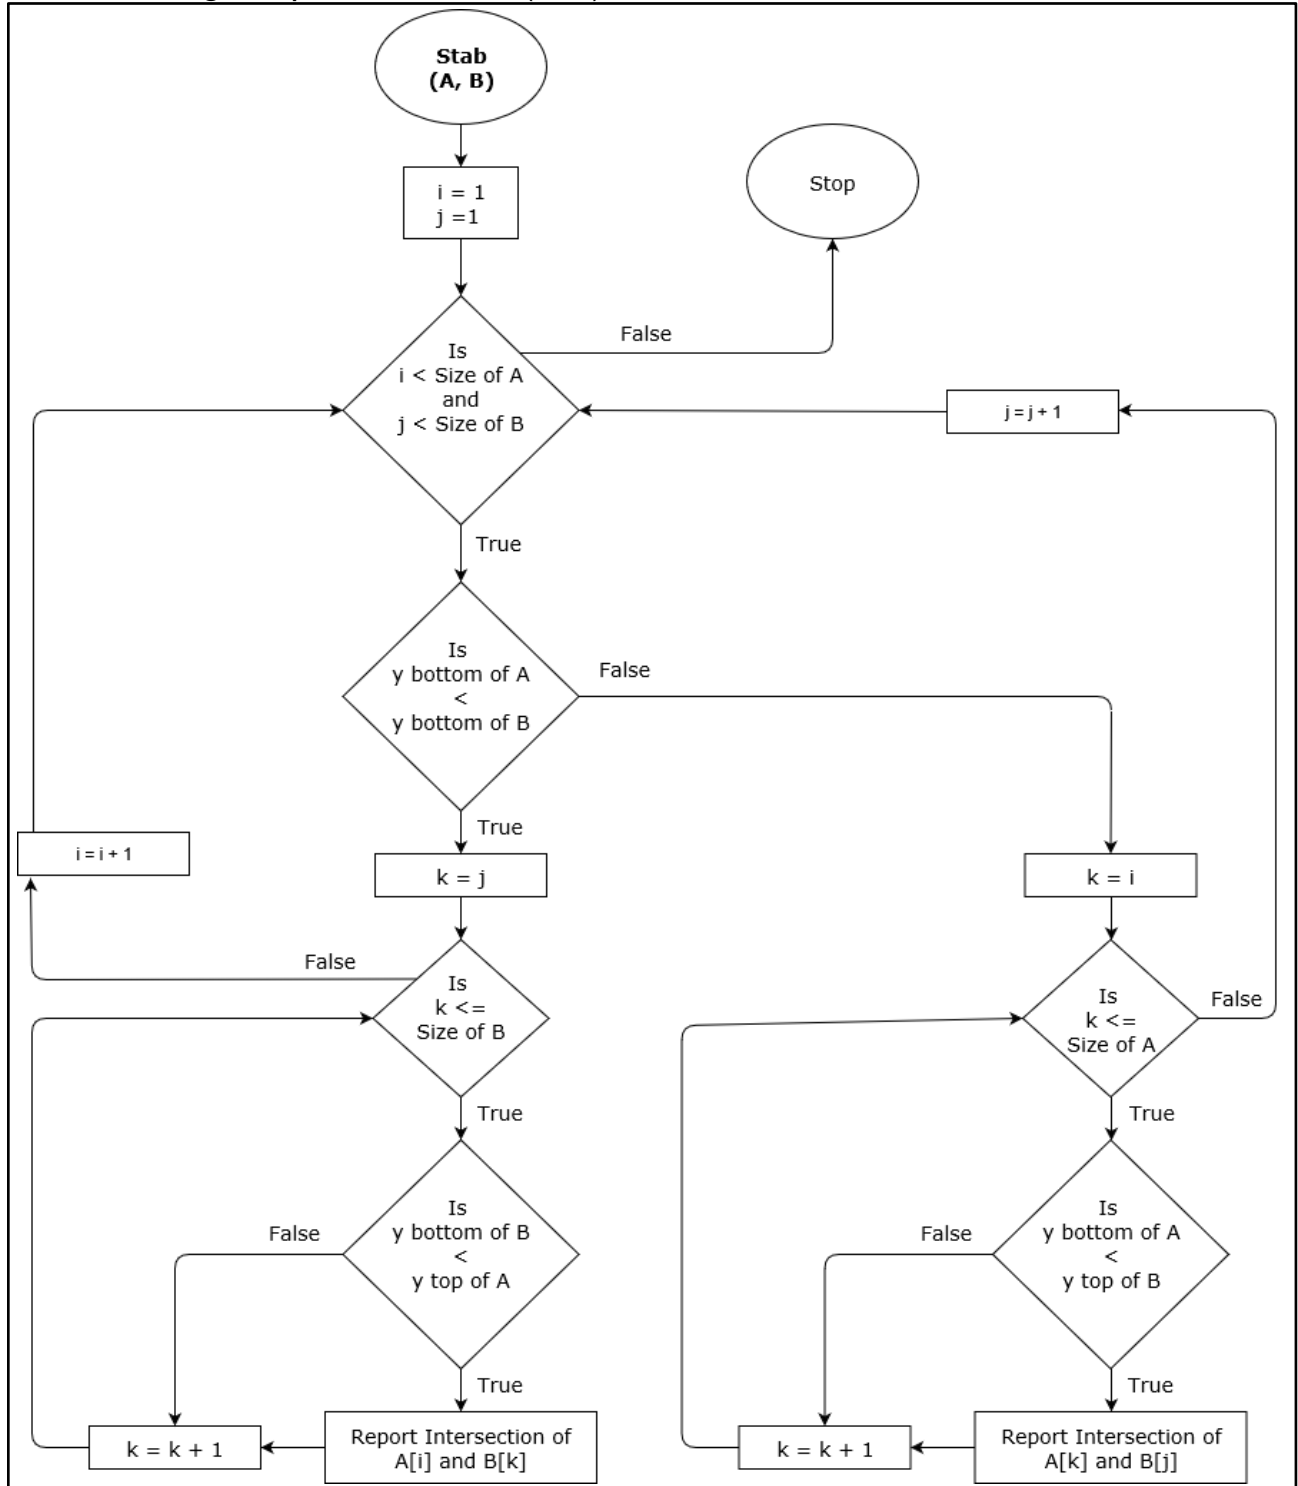 Stab
(A, B)
i = 1
j =1
Stop
False
Is
i < Size of A
and
j < Size of B
j = j + 1
True
Is
y bottom of A
<
y bottom of B
False
True
i = i + 1
k = j
k = i
False
Is
k <=
Size of B
Is
k <=
Size of A
False
True
True
Is
y bottom of B
<
y top of A
False
Is
y bottom of A
<
y top of B
False
True
True
k = k + 1
Report Intersection of
A[i] and B[k]
k = k + 1
Report Intersection of
A[k] and B[j]